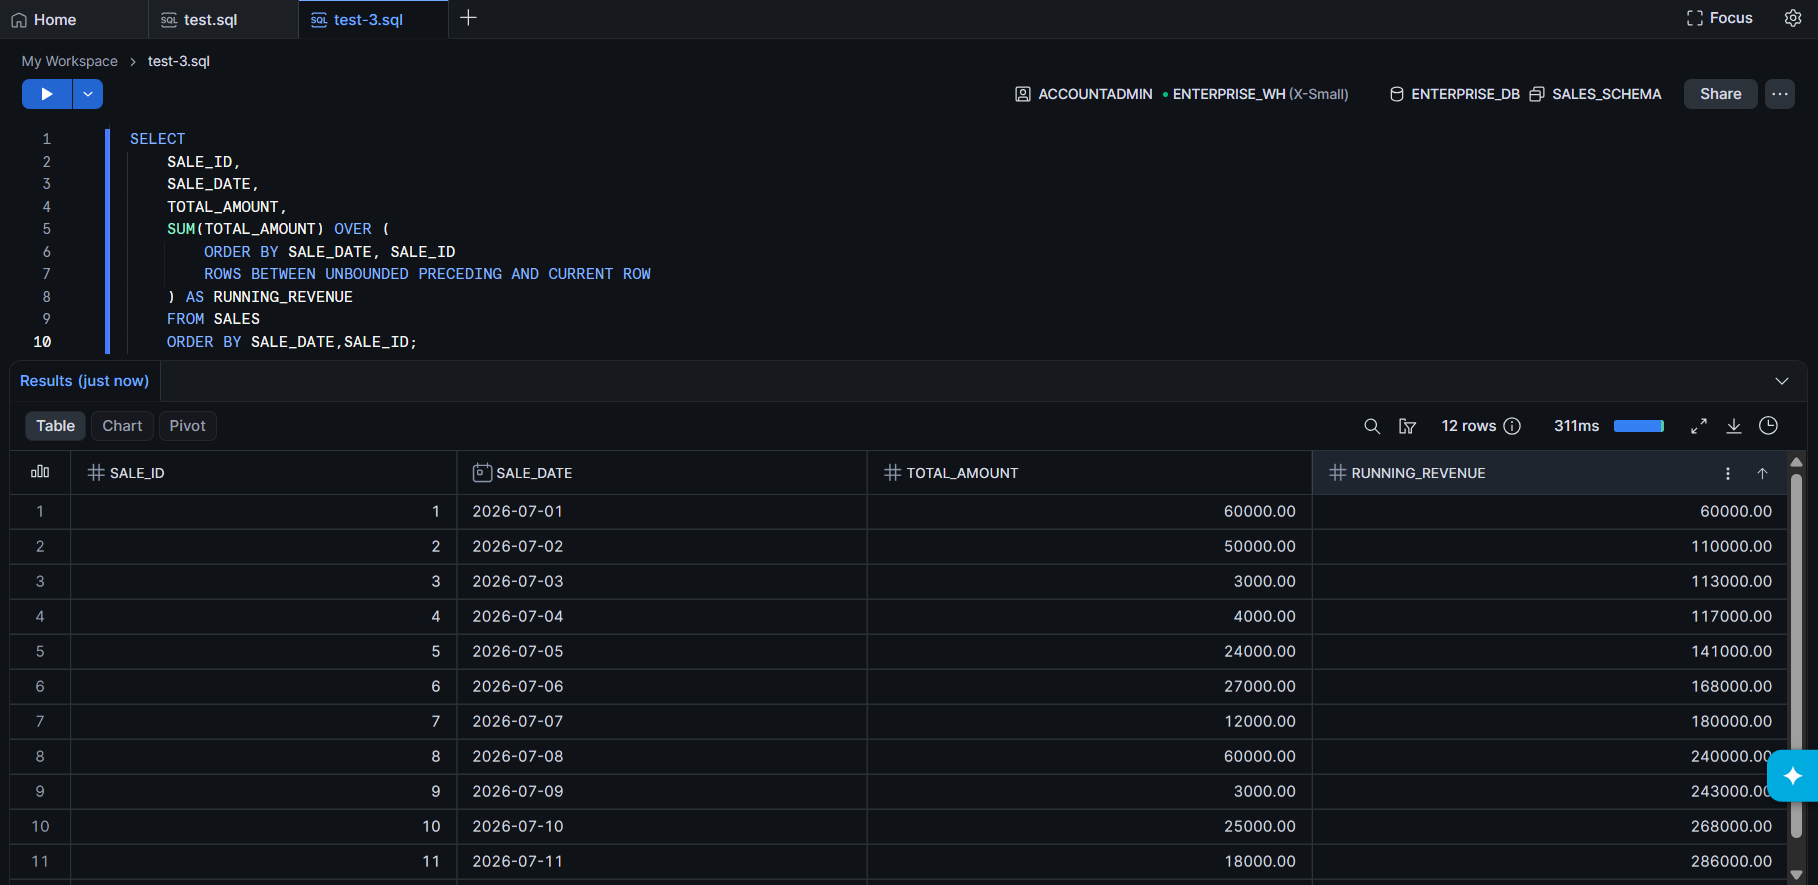 Home
SQL test.sql
SQL test-3.sql
Focus
My Workspace > test-3.sql
ACCOUNTADMIN ENTERPRISE_WH (X-Small) ENTERPRISE_DB SALES_SCHEMA Share ...
1 SELECT
2 SALE_ID,
3 SALE_DATE,
4 TOTAL_AMOUNT,
5 SUM(TOTAL_AMOUNT) OVER (
6 ORDER BY SALE_DATE, SALE_ID
7 ROWS BETWEEN UNBOUNDED PRECEDING AND CURRENT ROW
8 ) AS RUNNING_REVENUE
9 FROM SALES
10 ORDER BY SALE_DATE,SALE_ID;
Results (just now)
Table Chart Pivot 12 rows 311ms
SALE_ID SALE_DATE TOTAL_AMOUNT RUNNING_REVENUE
1 1 2026-07-01 60000.00 60000.00
2 2 2026-07-02 50000.00 110000.00
3 3 2026-07-03 3000.00 113000.00
4 4 2026-07-04 4000.00 117000.00
5 5 2026-07-05 24000.00 141000.00
6 6 2026-07-06 27000.00 168000.00
7 7 2026-07-07 12000.00 180000.00
8 8 2026-07-08 60000.00 240000.00
9 9 2026-07-09 3000.00 243000.00
10 10 2026-07-10 25000.00 268000.00
11 11 2026-07-11 18000.00 286000.00